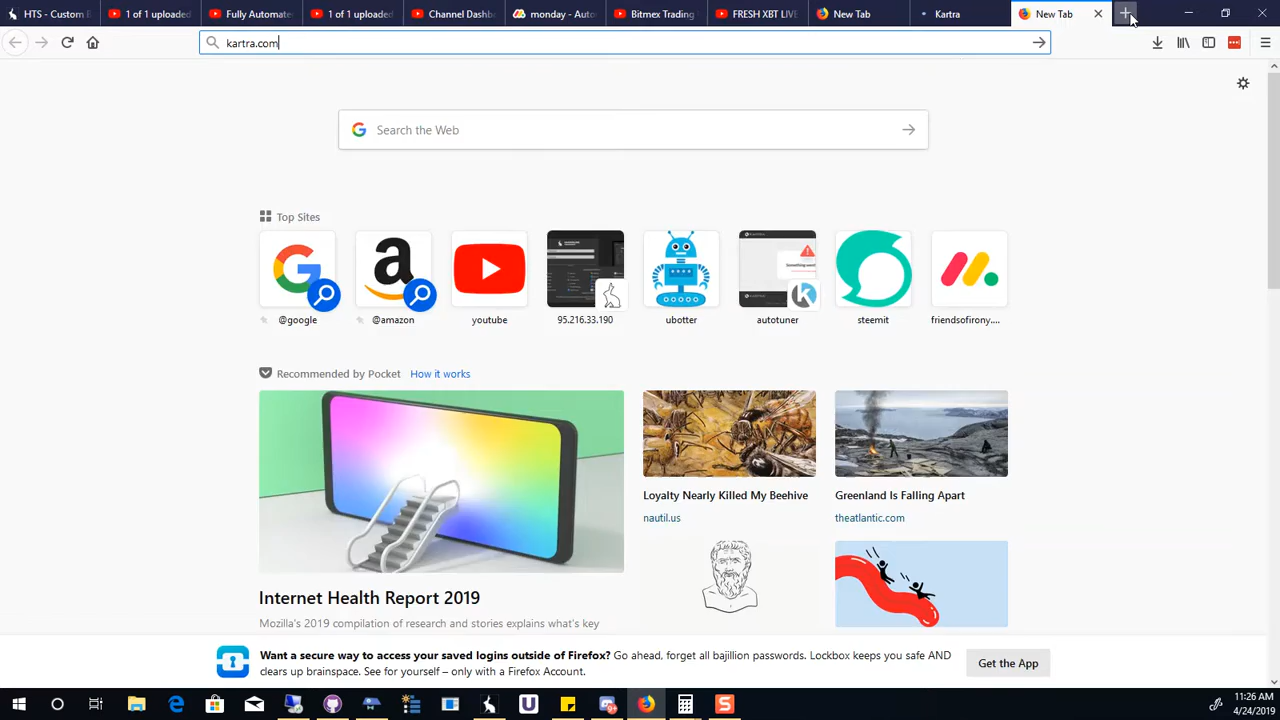 HTS - Custom B
1 of 1 uploaded
Fully Automate
1 of 1 uploaded
Channel Dashb
monday - Auto
Bitmex Trading
FRESH XBT LIVE
New Tab
Kartra
New Tab
kartra.com
Search the Web
Top Sites
@google
@amazon
youtube
95.216.33.190
ubotter
autotuner
steemit
friendsofirony....
Recommended by Pocket How it works
Loyalty Nearly Killed My Beehive
nautil.us
Greenland Is Falling Apart
theatlantic.com
Internet Health Report 2019
Mozilla's 2019 compilation of research and stories explains what's key
Want a secure way to access your saved logins outside of Firefox? Go ahead, forget all bajillion passwords. Lockbox keeps you safe AND
clears up brainspace. See for yourself – only with a Firefox Account.
Get the App
11:26 AM
4/24/2019